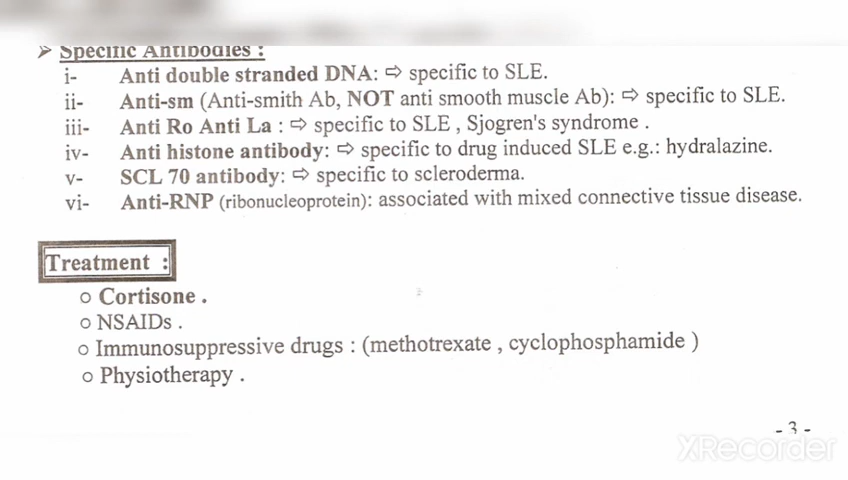 ➤ Specific Antibodies :
i- Anti double stranded DNA: ⇨ specific to SLE.
ii- Anti-sm (Anti-smith Ab, NOT anti smooth muscle Ab): ⇨ specific to SLE.
iii- Anti Ro Anti La : ⇨ specific to SLE , Sjogren's syndrome .
iv- Anti histone antibody: ⇨ specific to drug induced SLE e.g.: hydralazine.
v- SCL 70 antibody: ⇨ specific to scleroderma.
vi- Anti-RNP (ribonucleoprotein): associated with mixed connective tissue disease.
Treatment :
o Cortisone .
o NSAIDs .
o Immunosuppressive drugs : (methotrexate , cyclophosphamide )
o Physiotherapy .
- 3 -
XRecorder